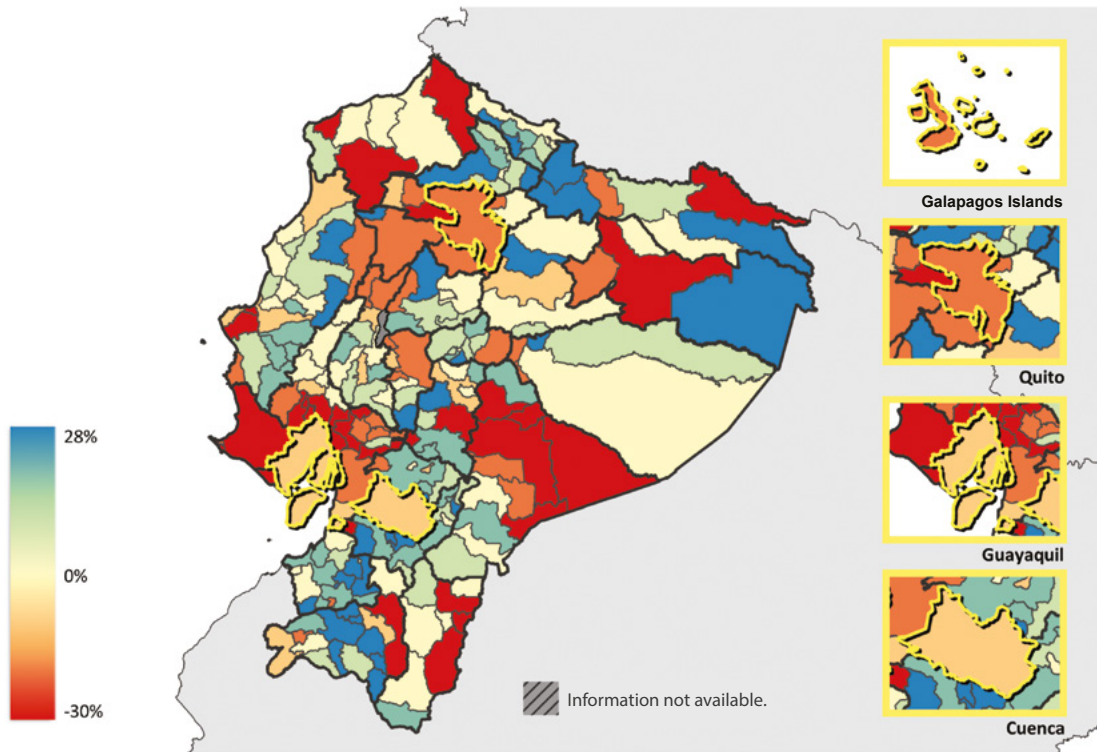 Galapagos Islands
Quito
Guayaquil
Cuenca
28%
0%
-30%
Information not available.